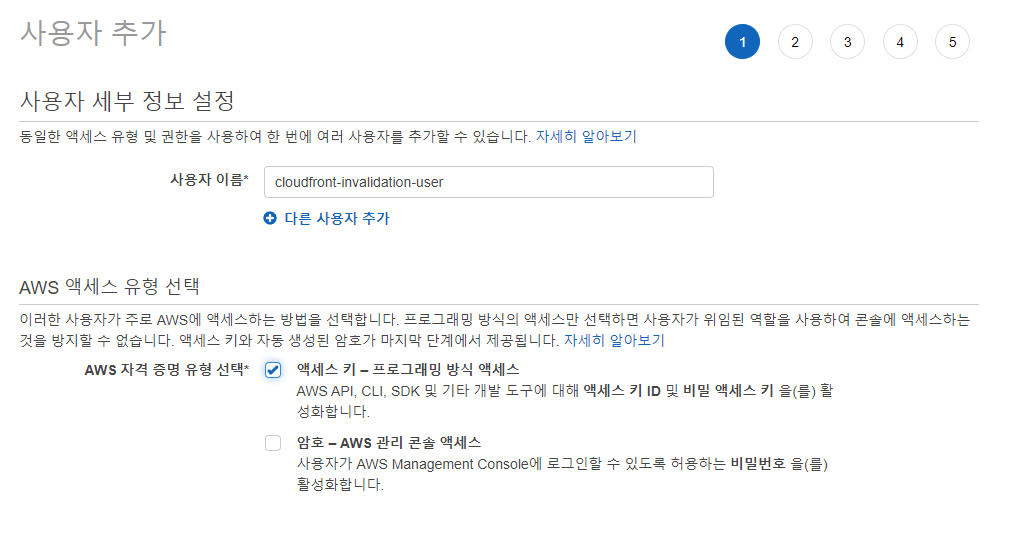 사용자 추가
1 2 3 4 5
사용자 세부 정보 설정
동일한 액세스 유형 및 권한을 사용하여 한 번에 여러 사용자를 추가할 수 있습니다. 자세히 알아보기
사용자 이름* cloudfront-invalidation-user
다른 사용자 추가
AWS 액세스 유형 선택
이러한 사용자가 주로 AWS에 액세스하는 방법을 선택합니다. 프로그래밍 방식의 액세스만 선택하면 사용자가 위임된 역할을 사용하여 콘솔에 액세스하는
것을 방지할 수 없습니다. 액세스 키와 자동 생성된 암호가 마지막 단계에서 제공됩니다. 자세히 알아보기
AWS 자격 증명 유형 선택* 액세스 키 – 프로그래밍 방식 액세스
AWS API, CLI, SDK 및 기타 개발 도구에 대해 액세스 키 ID 및 비밀 액세스 키 을(를) 활
성화합니다.
암호 – AWS 관리 콘솔 액세스
사용자가 AWS Management Console에 로그인할 수 있도록 허용하는 비밀번호 을(를)
활성화합니다.